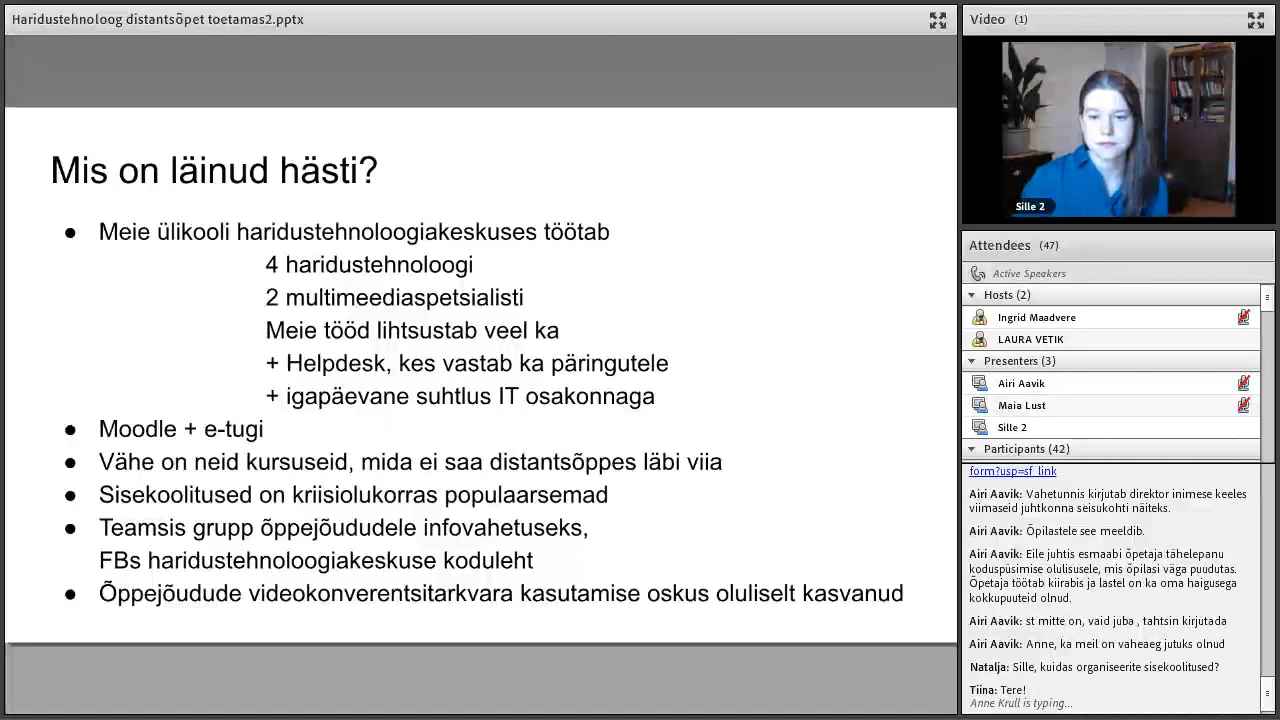 Haridustehnoloog distantsõpet toetamas2.pptx
Mis on läinud hästi?
● Meie ülikooli haridustehnoloogiakeskuses töötab
4 haridustehnoloogi
2 multimeediaspetsialisti
Meie tööd lihtsustab veel ka
+ Helpdesk, kes vastab ka päringutele
+ igapäevane suhtlus IT osakonnaga
● Moodle + e-tugi
● Vähe on neid kursuseid, mida ei saa distantsõppes läbi viia
● Sisekoolitused on kriisiolukorras populaarsemad
● Teamsis grupp õppejõududele infovahetuseks,
FBs haridustehnoloogiakeskuse koduleht
● Õppejõudude videokonverentsitarkvara kasutamise oskus oluliselt kasvanud
Video (1)
Sille 2
Attendees (47)
Active Speakers
Hosts (2)
Ingrid Maadvere
LAURA VETIK
Presenters (3)
Airi Aavik
Maia Lust
Sille 2
Participants (42)
form?usp=sf_link
Airi Aavik: Vahetunnis kirjutab direktor inimese keeles
viimaseid juhtkonna seisukohti näiteks.
Airi Aavik: Õpilastele see meeldib.
Airi Aavik: Eile juhtis esmaabi õpetaja tähelepanu
koduspüsimise olulisusele, mis õpilasi väga puudutas.
Õpetaja töötab kiirabis ja lastel on ka oma haigusega
kokkupuuteid olnud.
Airi Aavik: st mitte on, vaid juba , tahtsin kirjutada
Airi Aavik: Anne, ka meil on vaheaeg jutuks olnud
Natalja: Sille, kuidas organiseerite sisekoolitused?
Tiina: Tere!
Anne Krull is typing...